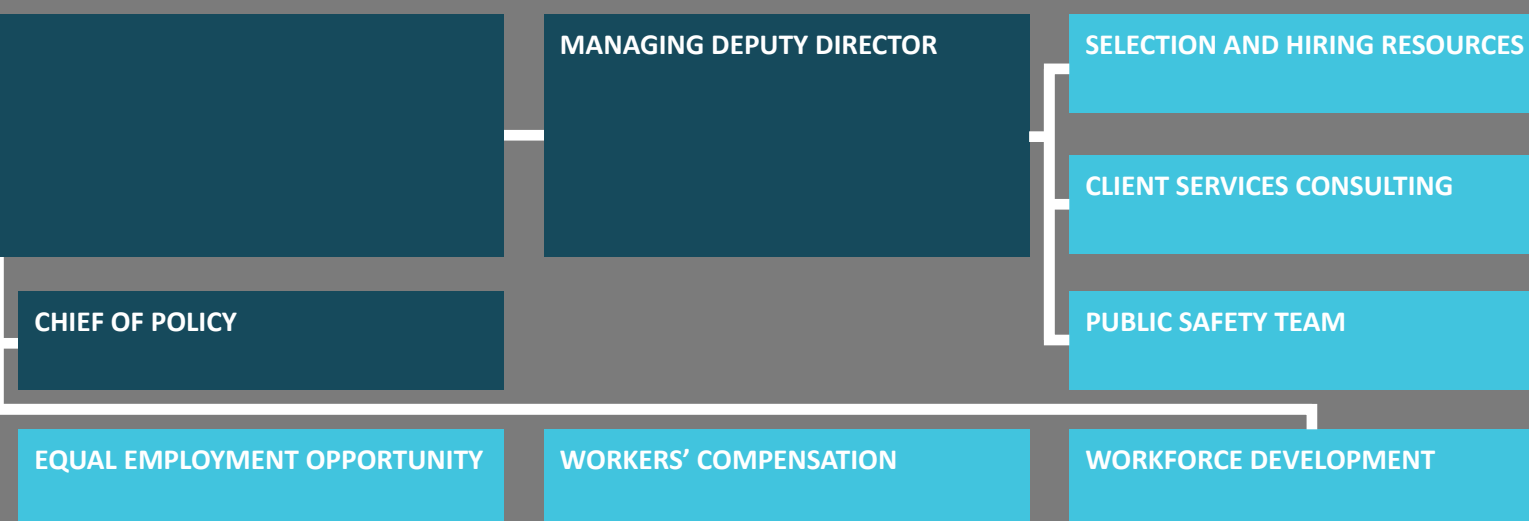 MANAGING DEPUTY DIRECTOR
SELECTION AND HIRING RESOURCES
CLIENT SERVICES CONSULTING
CHIEF OF POLICY
PUBLIC SAFETY TEAM
EQUAL EMPLOYMENT OPPORTUNITY
WORKERS’ COMPENSATION
WORKFORCE DEVELOPMENT